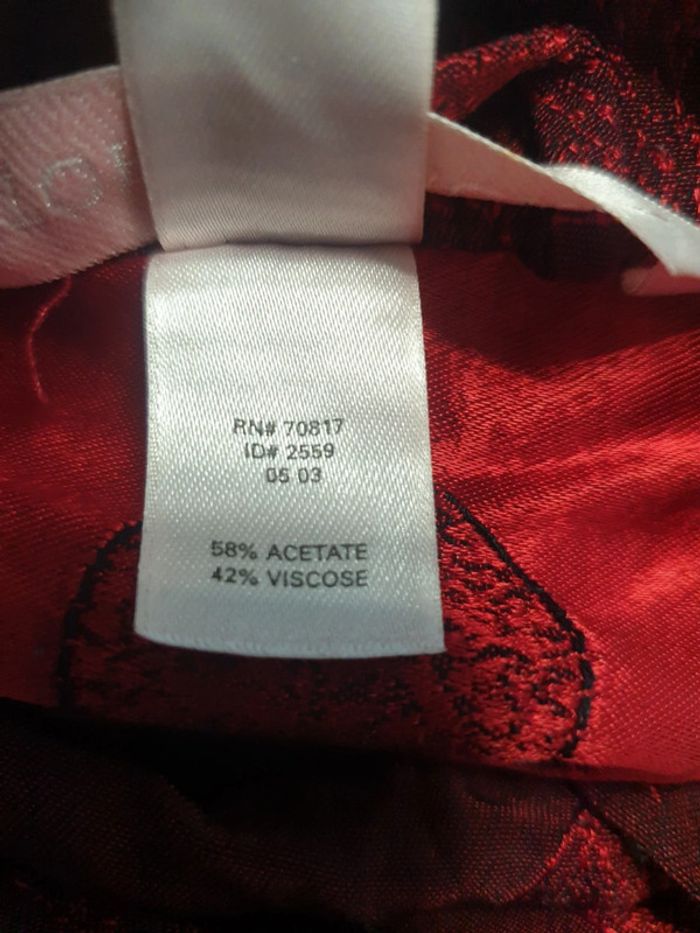 RN# 70817
ID# 2559
05 03
58% ACETATE
42% VISCOSE